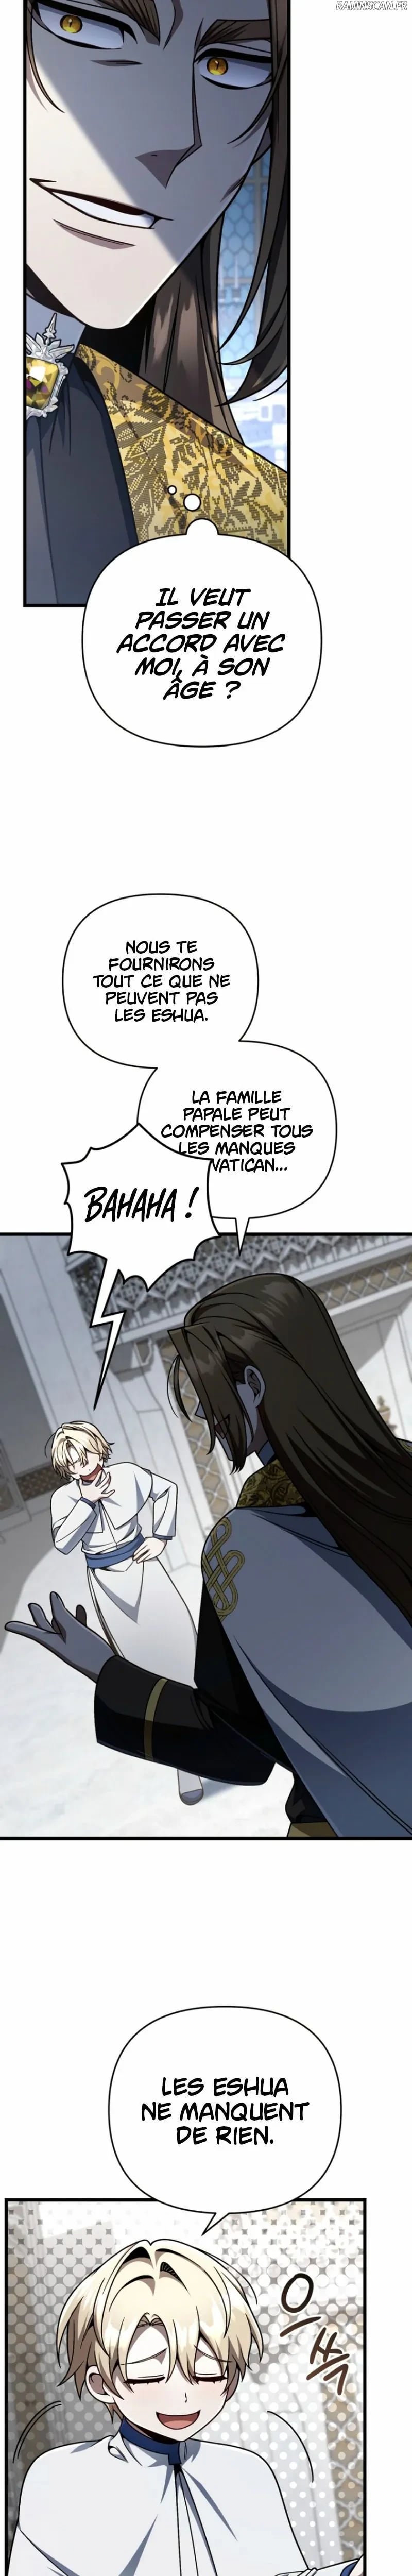 RAIJINSCAN.FR
IL VEUT
PASSER UN
ACCORD AVEC
MOI, À SON
ÂGE ?
NOUS TE
FOURNIRONS
TOUT CE QUE NE
PEUVENT PAS
LES ESHUA.
LA FAMILLE
PAPALE PEUT
COMPENSER TOUS
LES MANQUES
VATICAN...
BAHAHA !
LES ESHUA
NE MANQUENT
DE RIEN.